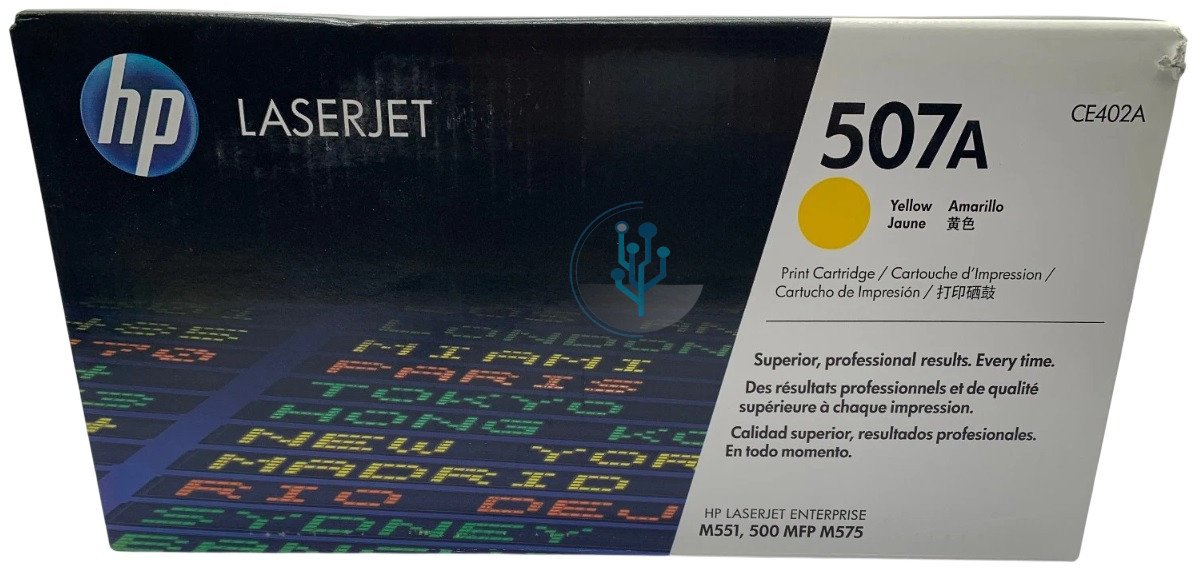 hp
LASERJET
507A
CE402A
Yellow Amarillo
Jaune 黄色
Print Cartridge / Cartouche d'Impression /
Cartucho de Impresión / 打印硒鼓
Superior, professional results. Every time.
Des résultats professionnels et de qualité
supérieure à chaque impression.
Calidad superior, resultados profesionales.
En todo momento.
HP LASERJET ENTERPRISE
M551, 500 MFP M575
LONDON
MIAMI
PARIS
TOKYO
HONG KO
NEW YOR
MADRID
RIO DEJ
SYDNEY